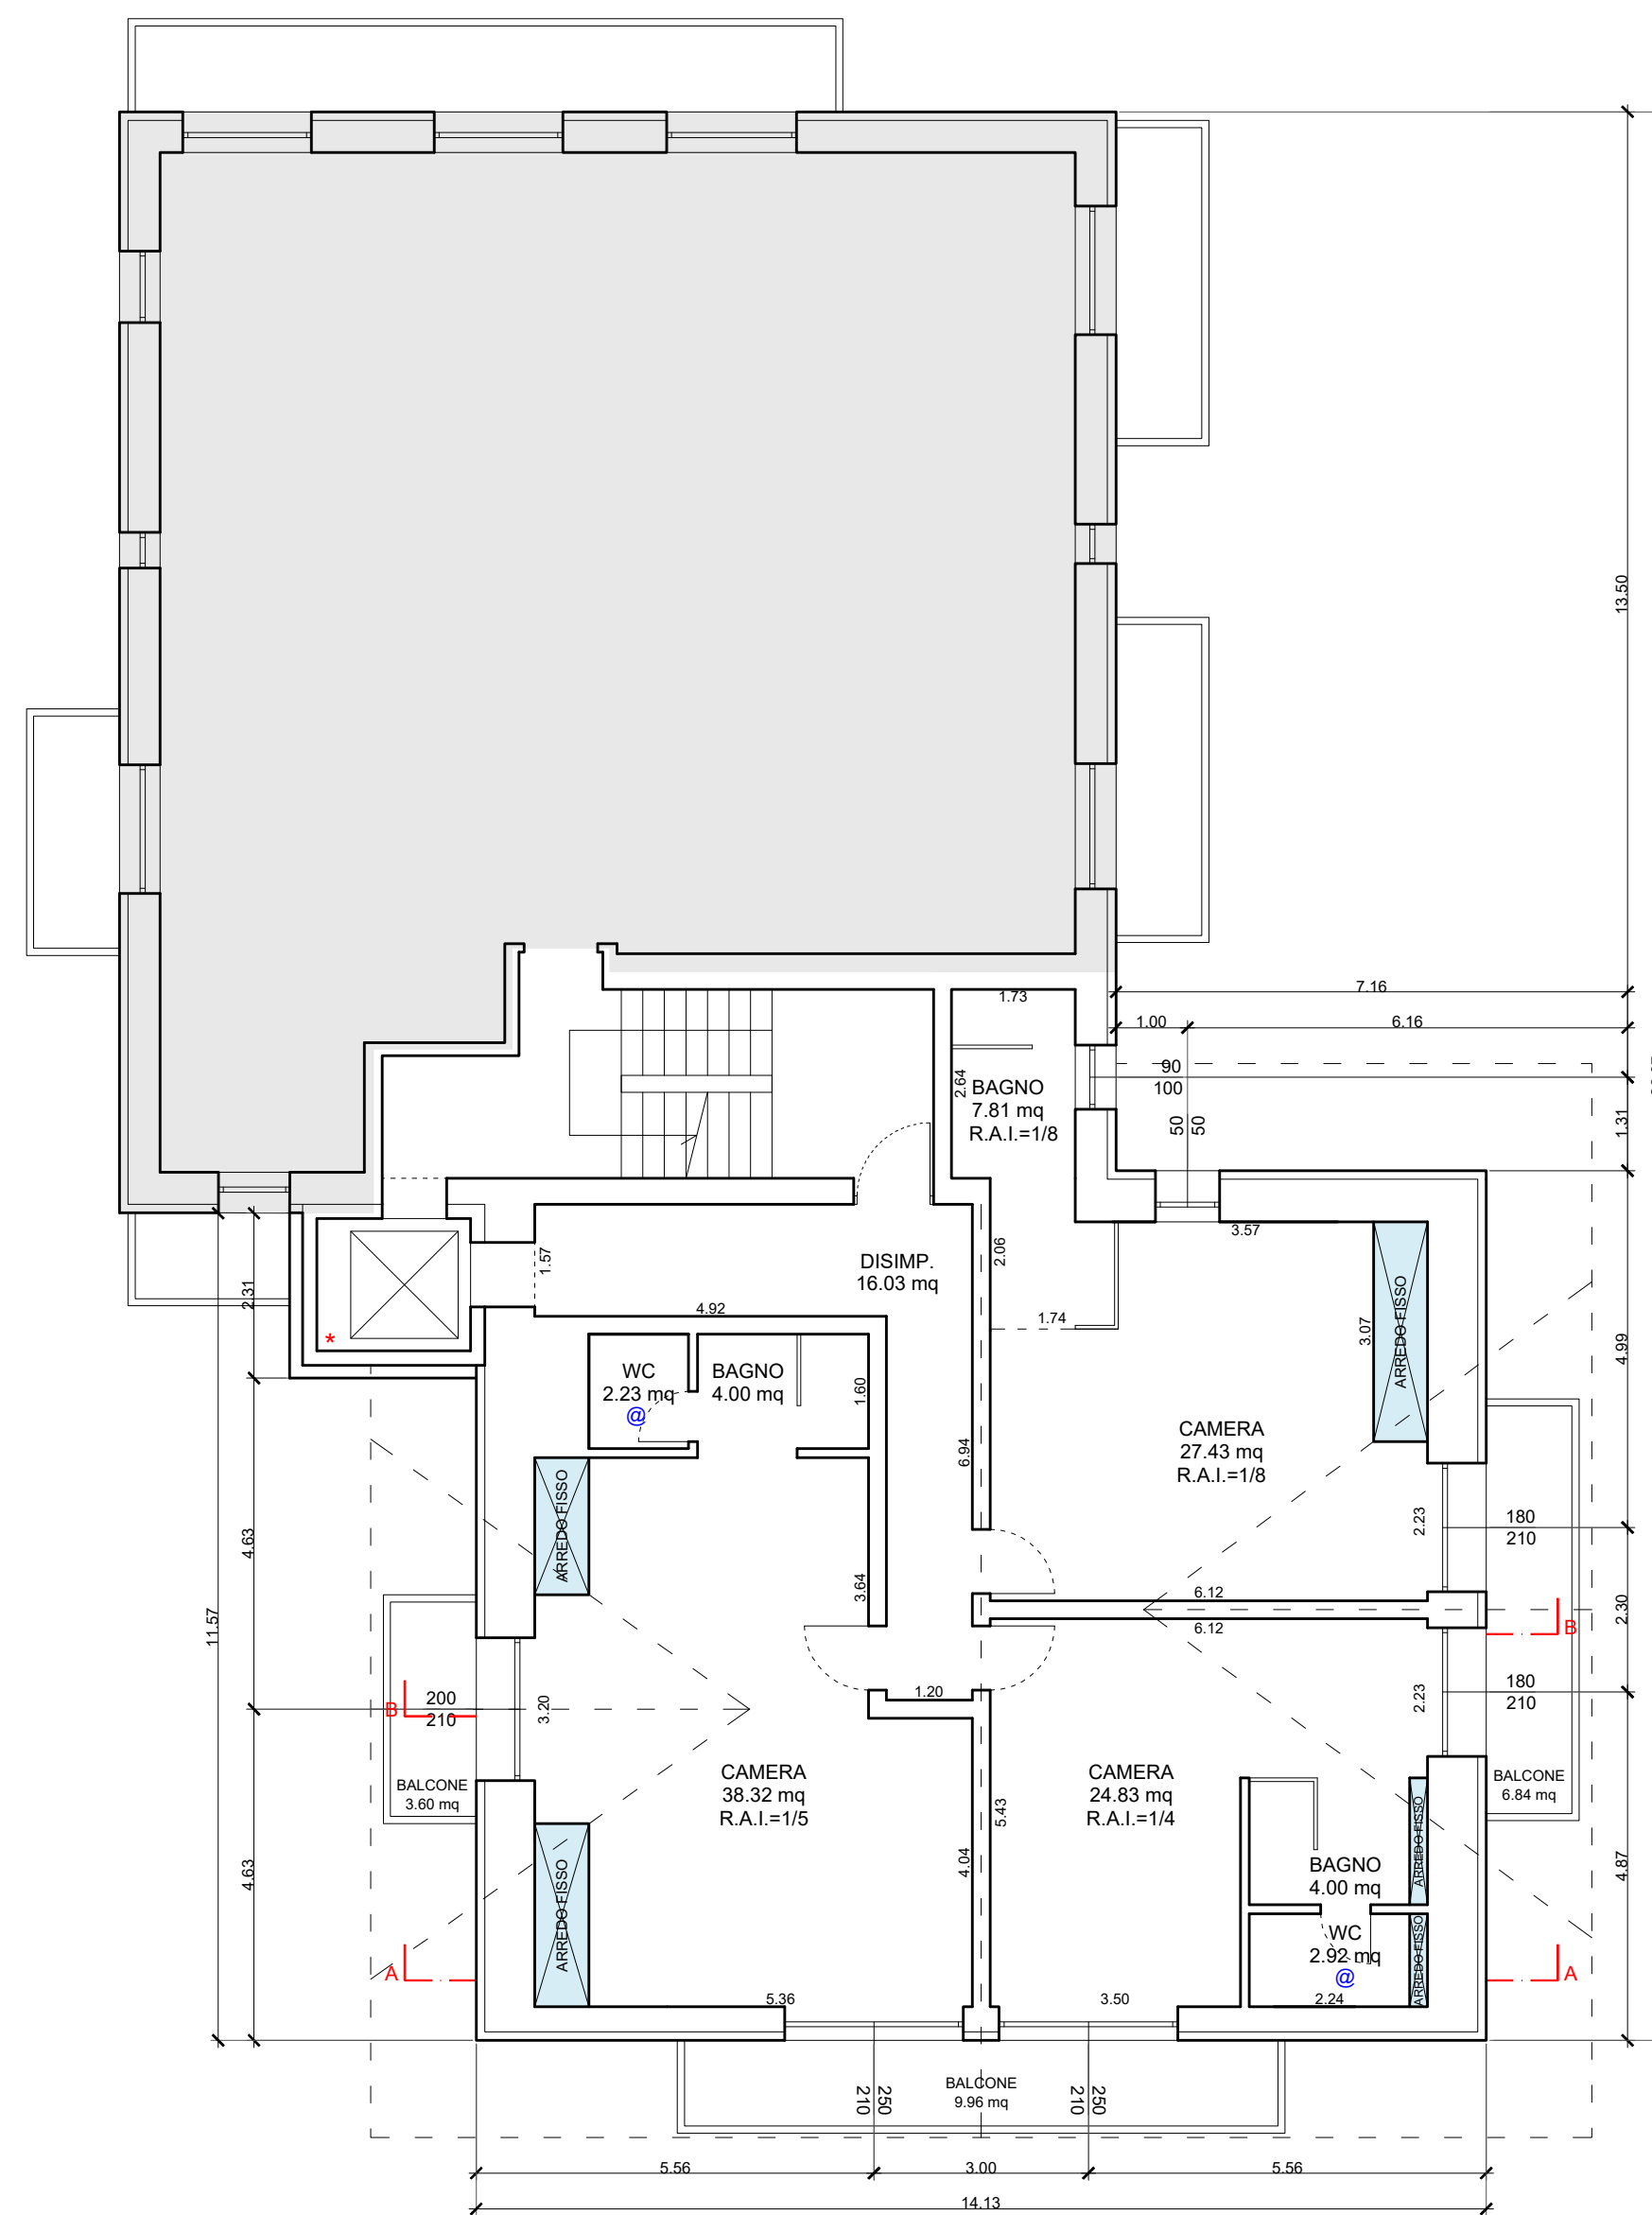 13.50
7.16
1.73
1.00
6.16
90
100
2.64
BAGNO
7.81 mq
R.A.I.=1/8
50
50
1.31
2.31
1.57
DISIMP.
16.03 mq
2.06
3.57
4.92
1.74
3.07
ARREDO FISSO
4.99
*
WC
2.23 mq
@
BAGNO
4.00 mq
1.60
CAMERA
27.43 mq
R.A.I.=1/8
6.94
ARREDO FISSO
4.63
2.23
180
210
3.64
6.12
6.12
2.30
11.57
B
B
1.20
200
210
3.20
2.23
180
210
CAMERA
38.32 mq
R.A.I.=1/5
CAMERA
24.83 mq
R.A.I.=1/4
BALCONE
3.60 mq
BALCONE
6.84 mq
5.43
4.04
4.63
ARREDO FISSO
BAGNO
4.00 mq
ARREDO FISSO
4.87
WC
2.92 mq
@
ARREDO FISSO
A
A
5.36
3.50
2.24
BALCONE
9.96 mq
250
210
250
210
5.56
3.00
5.56
14.13